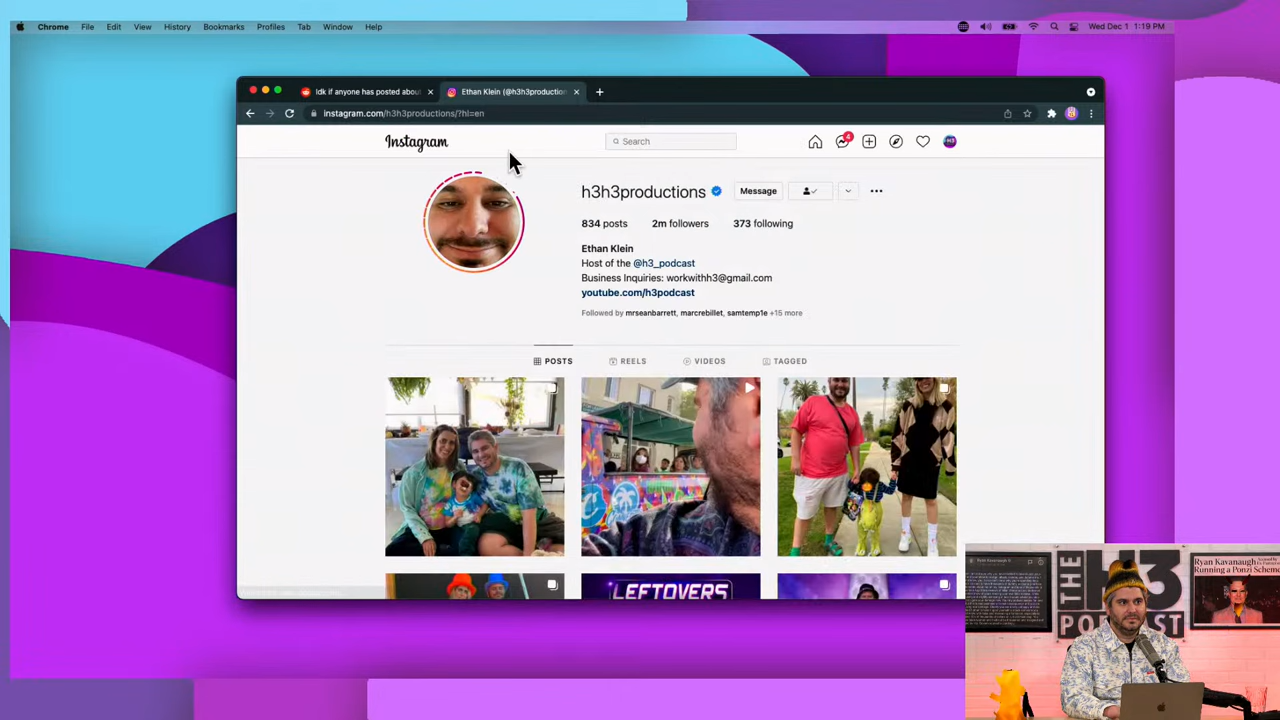 Chrome File Edit View History Bookmarks Profiles Tab Window Help
Wed Dec 1 1:19 PM
Idk if anyone has posted about
Ethan Klein (@h3h3production
instagram.com/h3h3productions/?hl=en
Instagram
Search
4
h3h3productions
Message
834 posts 2m followers 373 following
Ethan Klein
Host of the @h3_podcast
Business Inquiries: workwithh3@gmail.com
youtube.com/h3podcast
Followed by mrseanbarrett, marcrebillet, samtemp1e +15 more
POSTS REELS VIDEOS TAGGED
LEFTOVERS
THE H3 PODCAST
Ryan Kavanaugh
Running a Ponzi Scheme